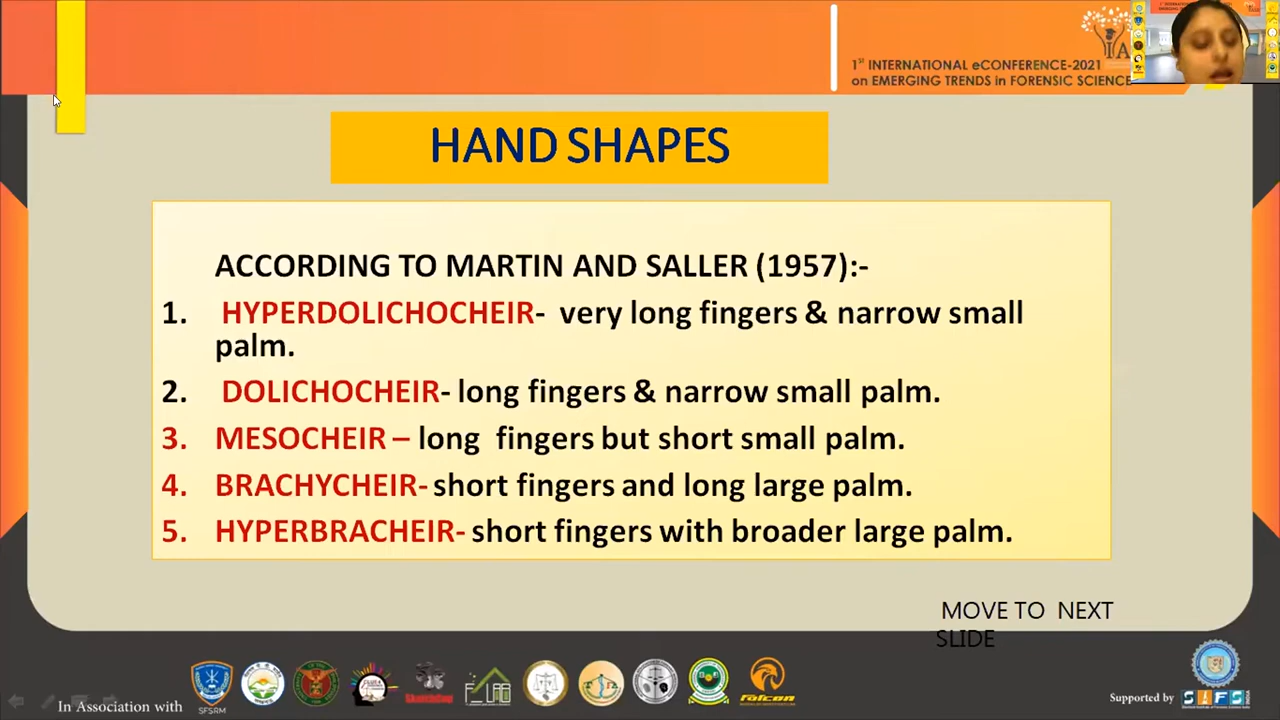 1ST INTERNATIONAL eCONFERENCE-2021
on EMERGING TRENDS in FORENSIC SCIENCE
HAND SHAPES
ACCORDING TO MARTIN AND SALLER (1957):-
1. HYPERDOLICHOCHEIR- very long fingers & narrow small
palm.
2. DOLICHOCHEIR- long fingers & narrow small palm.
3. MESOCHEIR – long fingers but short small palm.
4. BRACHYCHEIR- short fingers and long large palm.
5. HYPERBRACHEIR- short fingers with broader large palm.
MOVE TO NEXT
SLIDE
In Association with
SFSRM
falcon
Supported by
SIFS